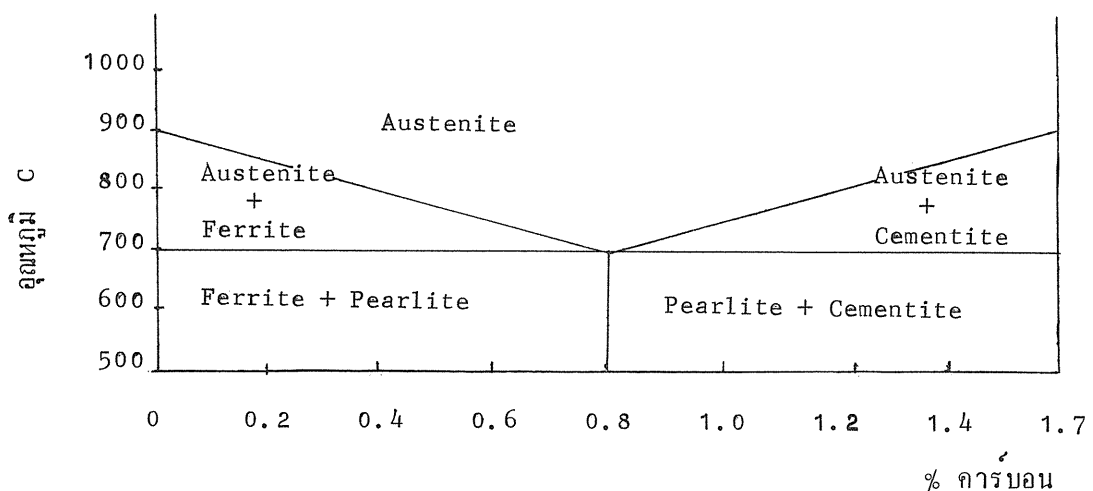 1000
900
800
700
600
500
อุณหภูมิ C
Austenite
Austenite
+
Ferrite
Austenite
+
Cementite
Ferrite + Pearlite
Pearlite + Cementite
0 0.2 0.4 0.6 0.8 1.0 1.2 1.4 1.7
% คาร์บอน